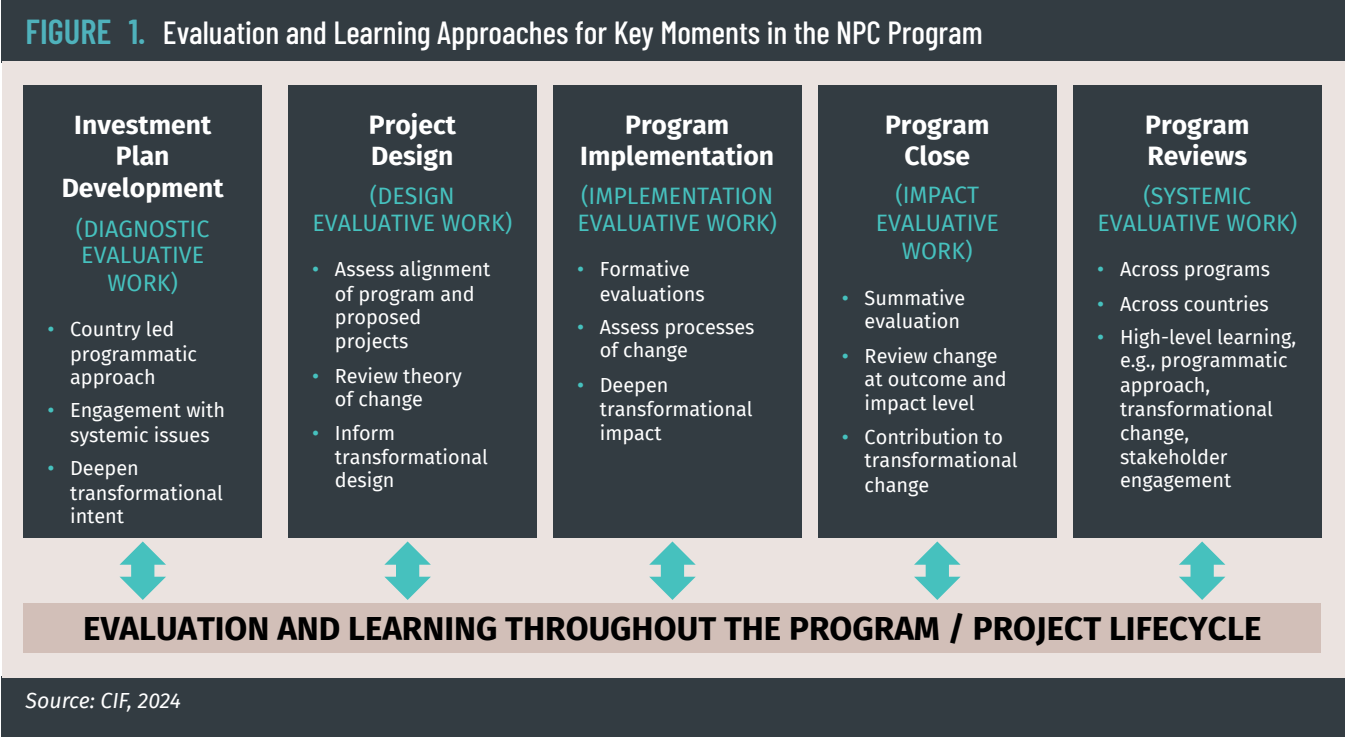 FIGURE 1. Evaluation and Learning Approaches for Key Moments in the NPC Program
Investment
Plan
Development
(DIAGNOSTIC
EVALUATIVE
WORK)
• Country led
programmatic
approach
• Engagement with
systemic issues
• Deepen
transformational
intent
Project
Design
(DESIGN
EVALUATIVE WORK)
• Assess alignment
of program and
proposed
projects
• Review theory
of change
• Inform
transformational
design
Program
Implementation
(IMPLEMENTATION
EVALUATIVE WORK)
• Formative
evaluations
• Assess processes
of change
• Deepen
transformational
impact
Program
Close
(IMPACT
EVALUATIVE
WORK)
• Summative
evaluation
• Review change
at outcome and
impact level
• Contribution to
transformational
change
Program
Reviews
(SYSTEMIC
EVALUATIVE WORK)
• Across programs
• Across countries
• High-level learning,
e.g., programmatic
approach,
transformational
change,
stakeholder
engagement
EVALUATION AND LEARNING THROUGHOUT THE PROGRAM / PROJECT LIFECYCLE
Source: CIF, 2024